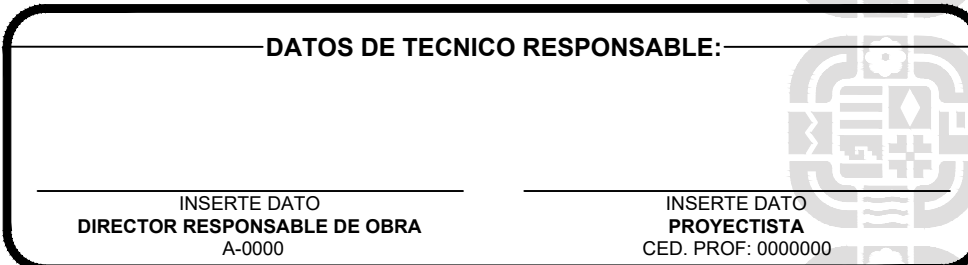 DATOS DE TECNICO RESPONSABLE:
INSERTE DATO
DIRECTOR RESPONSABLE DE OBRA
A-0000
INSERTE DATO
PROYECTISTA
CED. PROF: 0000000